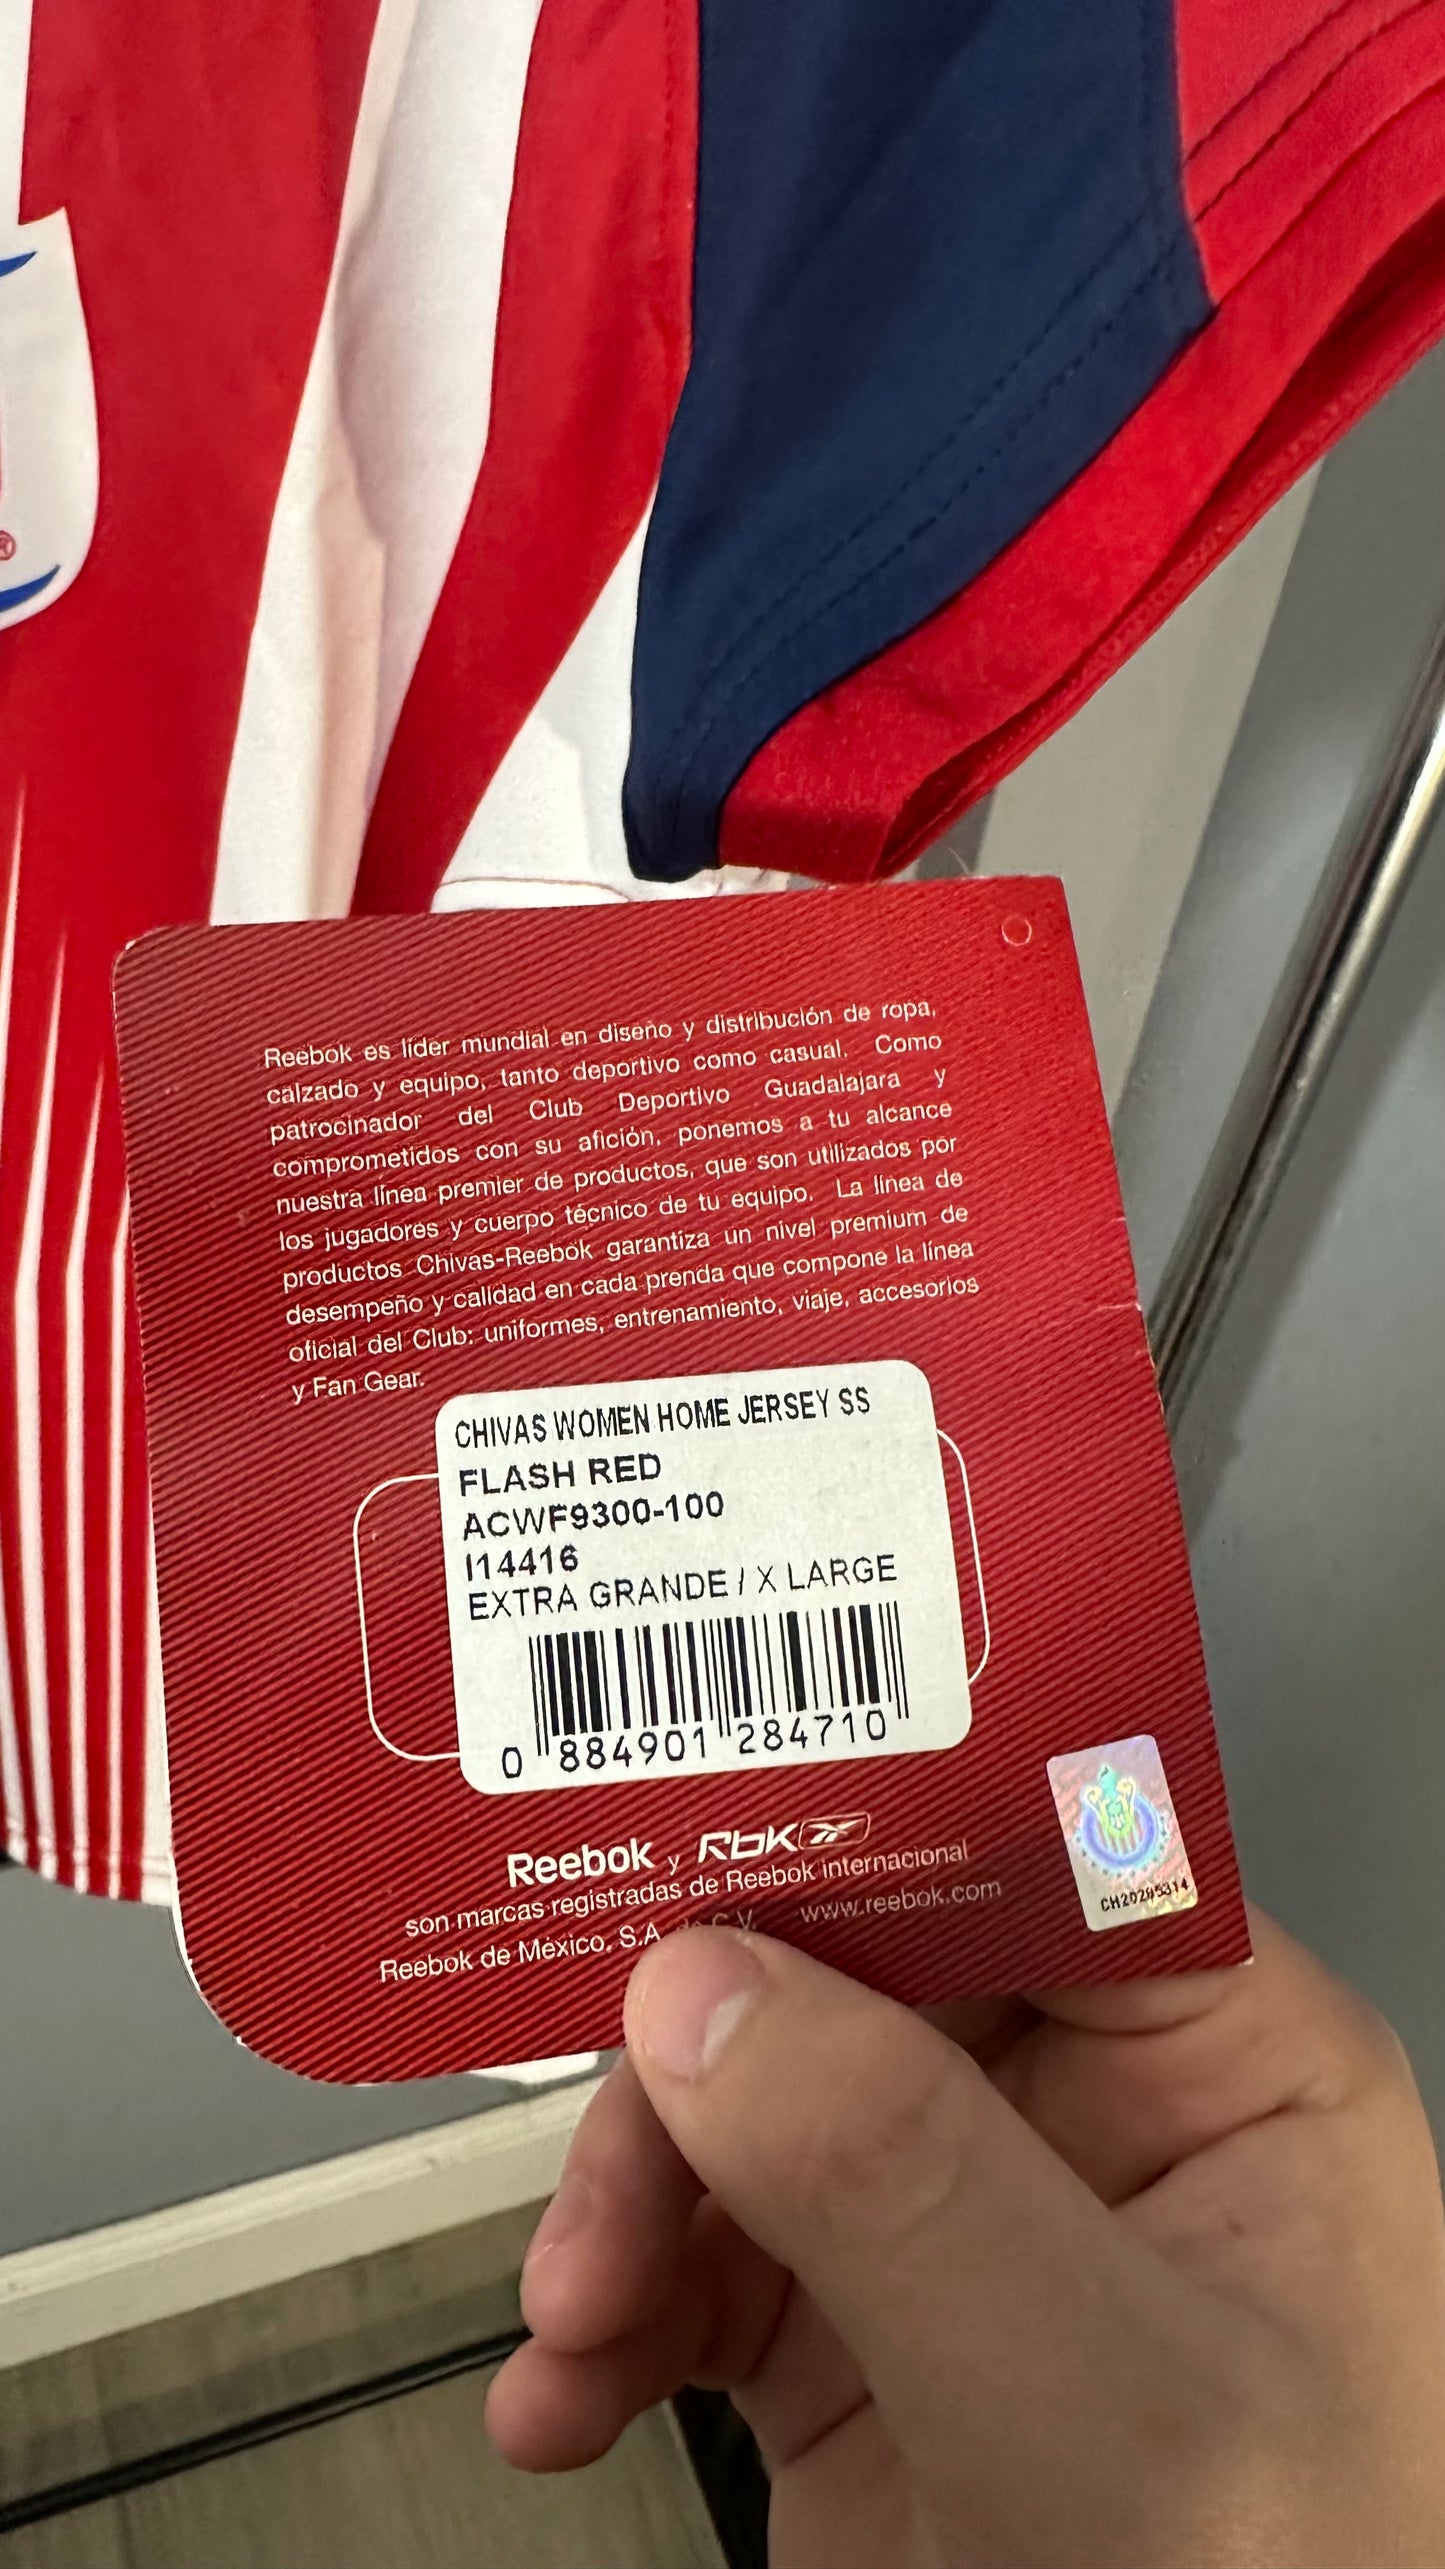 ®
Reebok es líder mundial en diseño y distribución de ropa,
calzado y equipo, tanto deportivo como casual. Como
patrocinador del Club Deportivo Guadalajara y
comprometidos con su afición, ponemos a tu alcance
nuestra línea premier de productos, que son utilizados por
los jugadores y cuerpo técnico de tu equipo. La línea de
productos Chivas-Reebok garantiza un nivel premium de
desempeño y calidad en cada prenda que compone la línea
oficial del Club: uniformes, entrenamiento, viaje, accesorios
y Fan Gear.
CHIVAS WOMEN HOME JERSEY SS
FLASH RED
ACWF9300-100
I14416
EXTRA GRANDE / X LARGE
0 884901 284710
Reebok y RbK
son marcas registradas de Reebok internacional
Reebok de México, S.A. de C.V. www.reebok.com
CH20205314